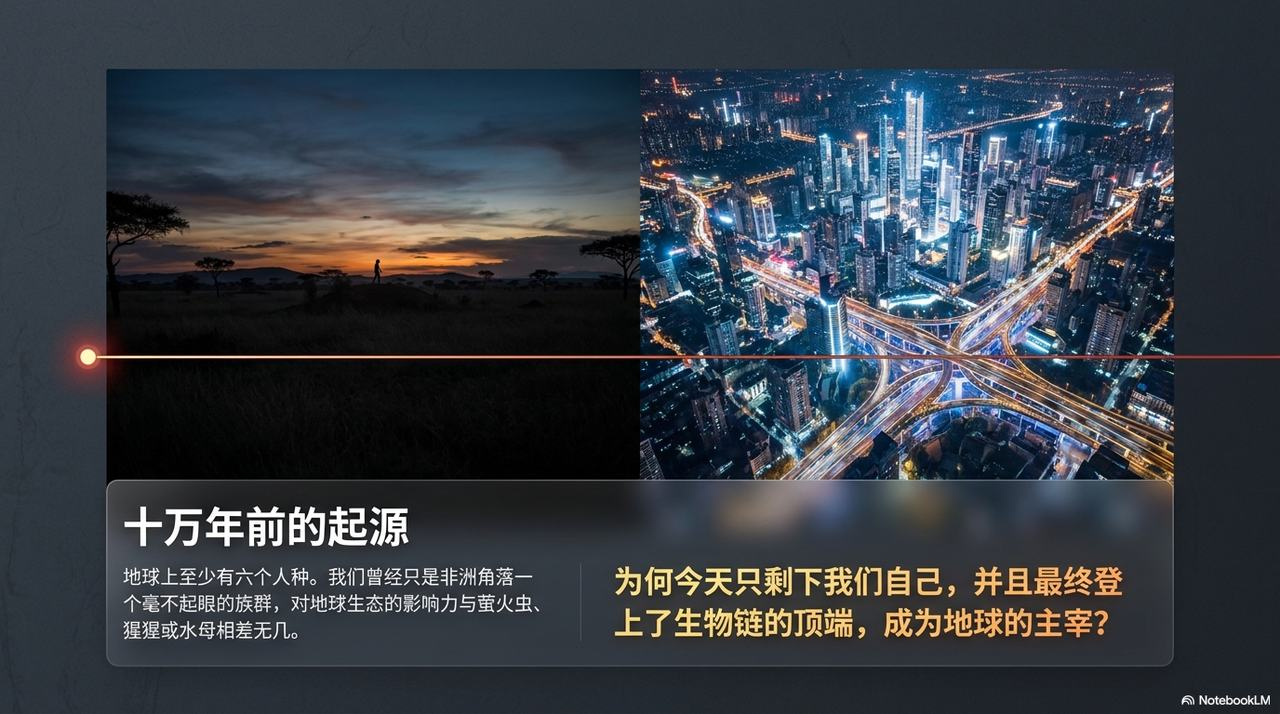 十万年前的起源
地球上至少有六个人种。我们曾经只是非洲角落一
个毫不起眼的族群，对地球生态的影响力与萤火虫、
猩猩或水母相差无几。
为何今天只剩下我们自己，并且最终登
上了生物链的顶端，成为地球的主宰？
NotebookLM